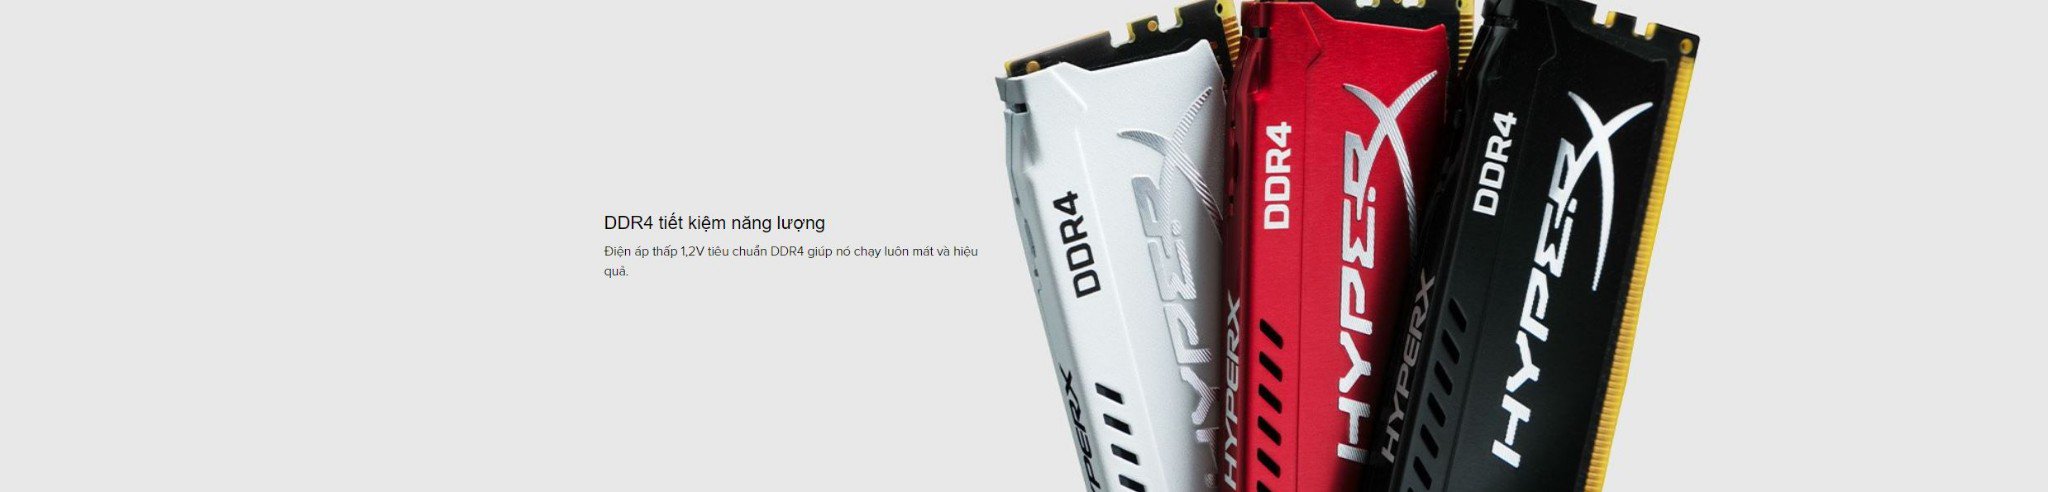 DDR4 tiết kiệm năng lượng
Điện áp thấp 1,2V tiêu chuẩn DDR4 giúp nó chạy luôn mát và hiệu
quả.
DDR4
HYPERX
DDR4
HYPERX
HYPERX
DDR4
HYPERX
HYPERX